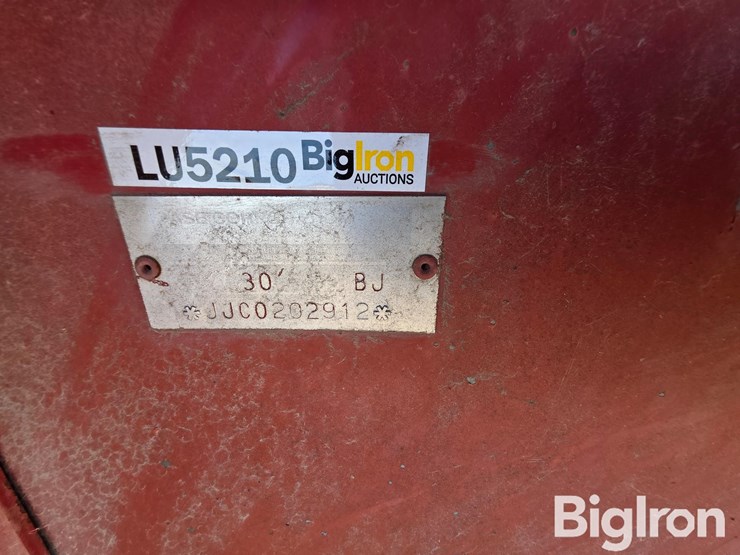 LU5210 BigIron
AUCTIONS
30' BJ
*JJC0202912*
BigIron